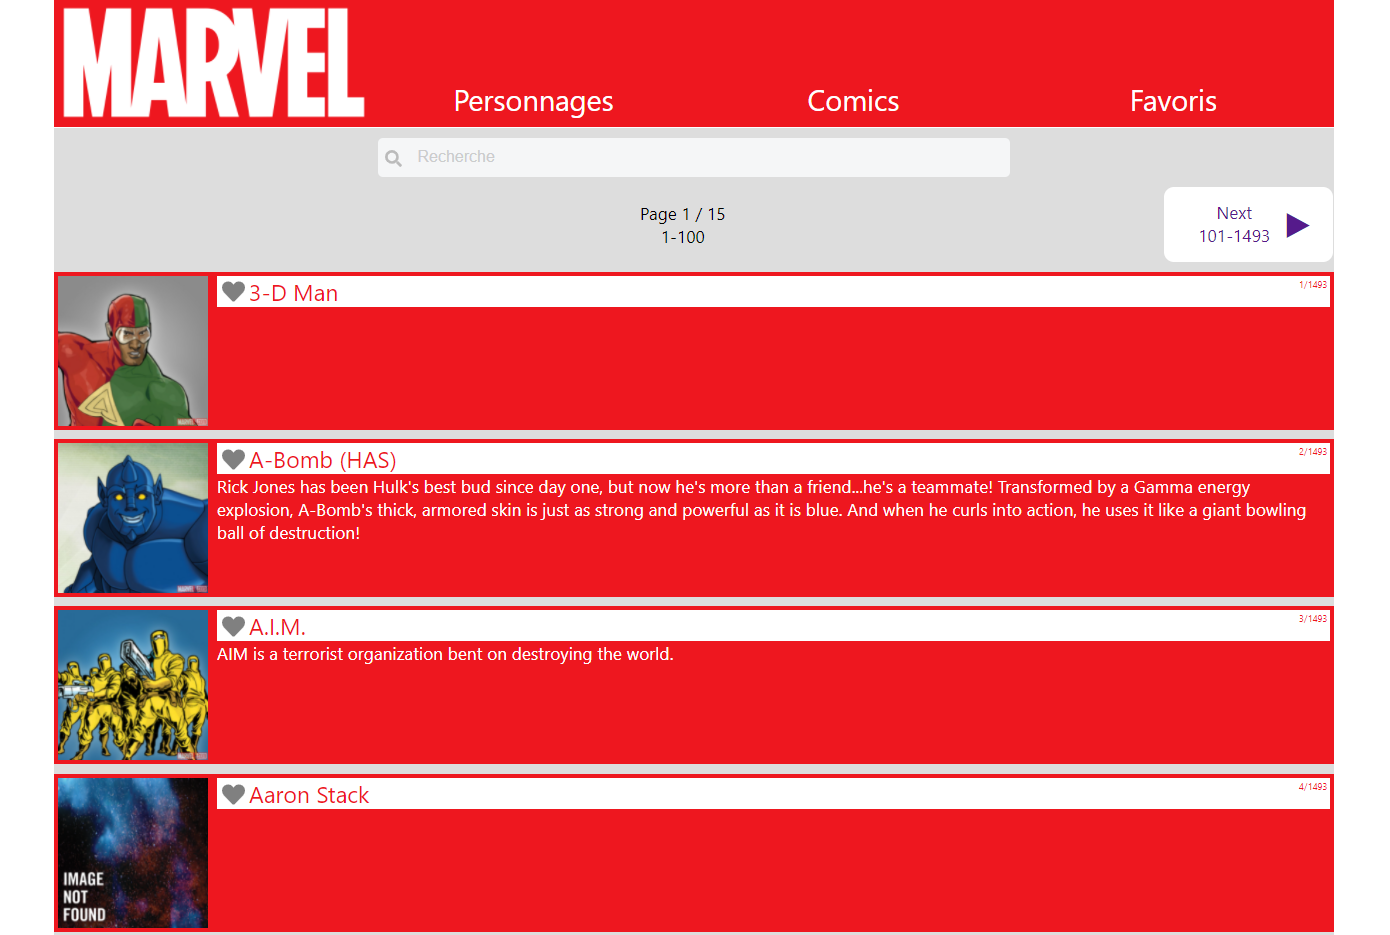 MARVEL
Personnages
Comics
Favoris
Recherche
Page 1 / 15
1-100
Next
101-1493
3-D Man
1/1493
A-Bomb (HAS)
2/1493
Rick Jones has been Hulk's best bud since day one, but now he's more than a friend...he's a teammate! Transformed by a Gamma energy
explosion, A-Bomb's thick, armored skin is just as strong and powerful as it is blue. And when he curls into action, he uses it like a giant bowling
ball of destruction!
A.I.M.
3/1493
AIM is a terrorist organization bent on destroying the world.
Aaron Stack
4/1493
IMAGE
NOT
FOUND